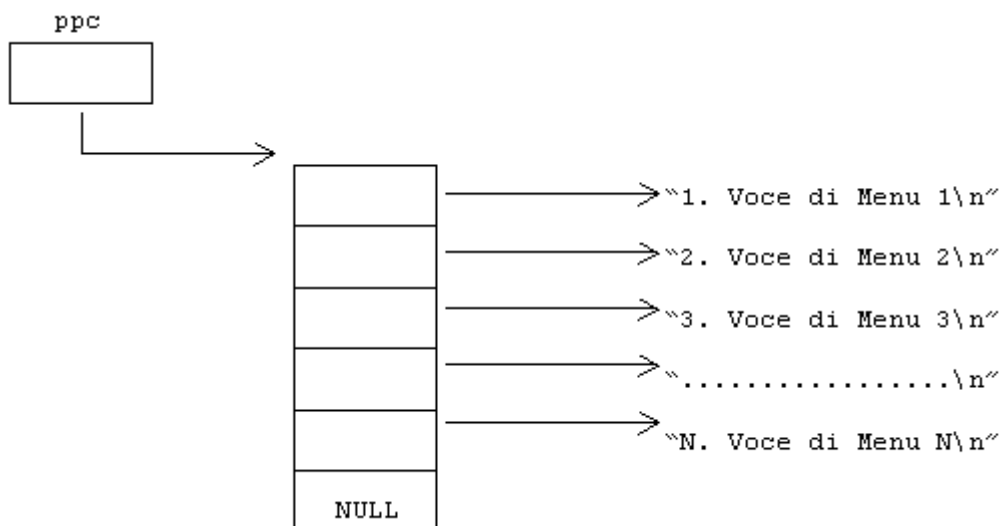 ppc
"1. Voce di Menu 1\n"
"2. Voce di Menu 2\n"
"3. Voce di Menu 3\n"
".................\n"
"N. Voce di Menu N\n"
NULL